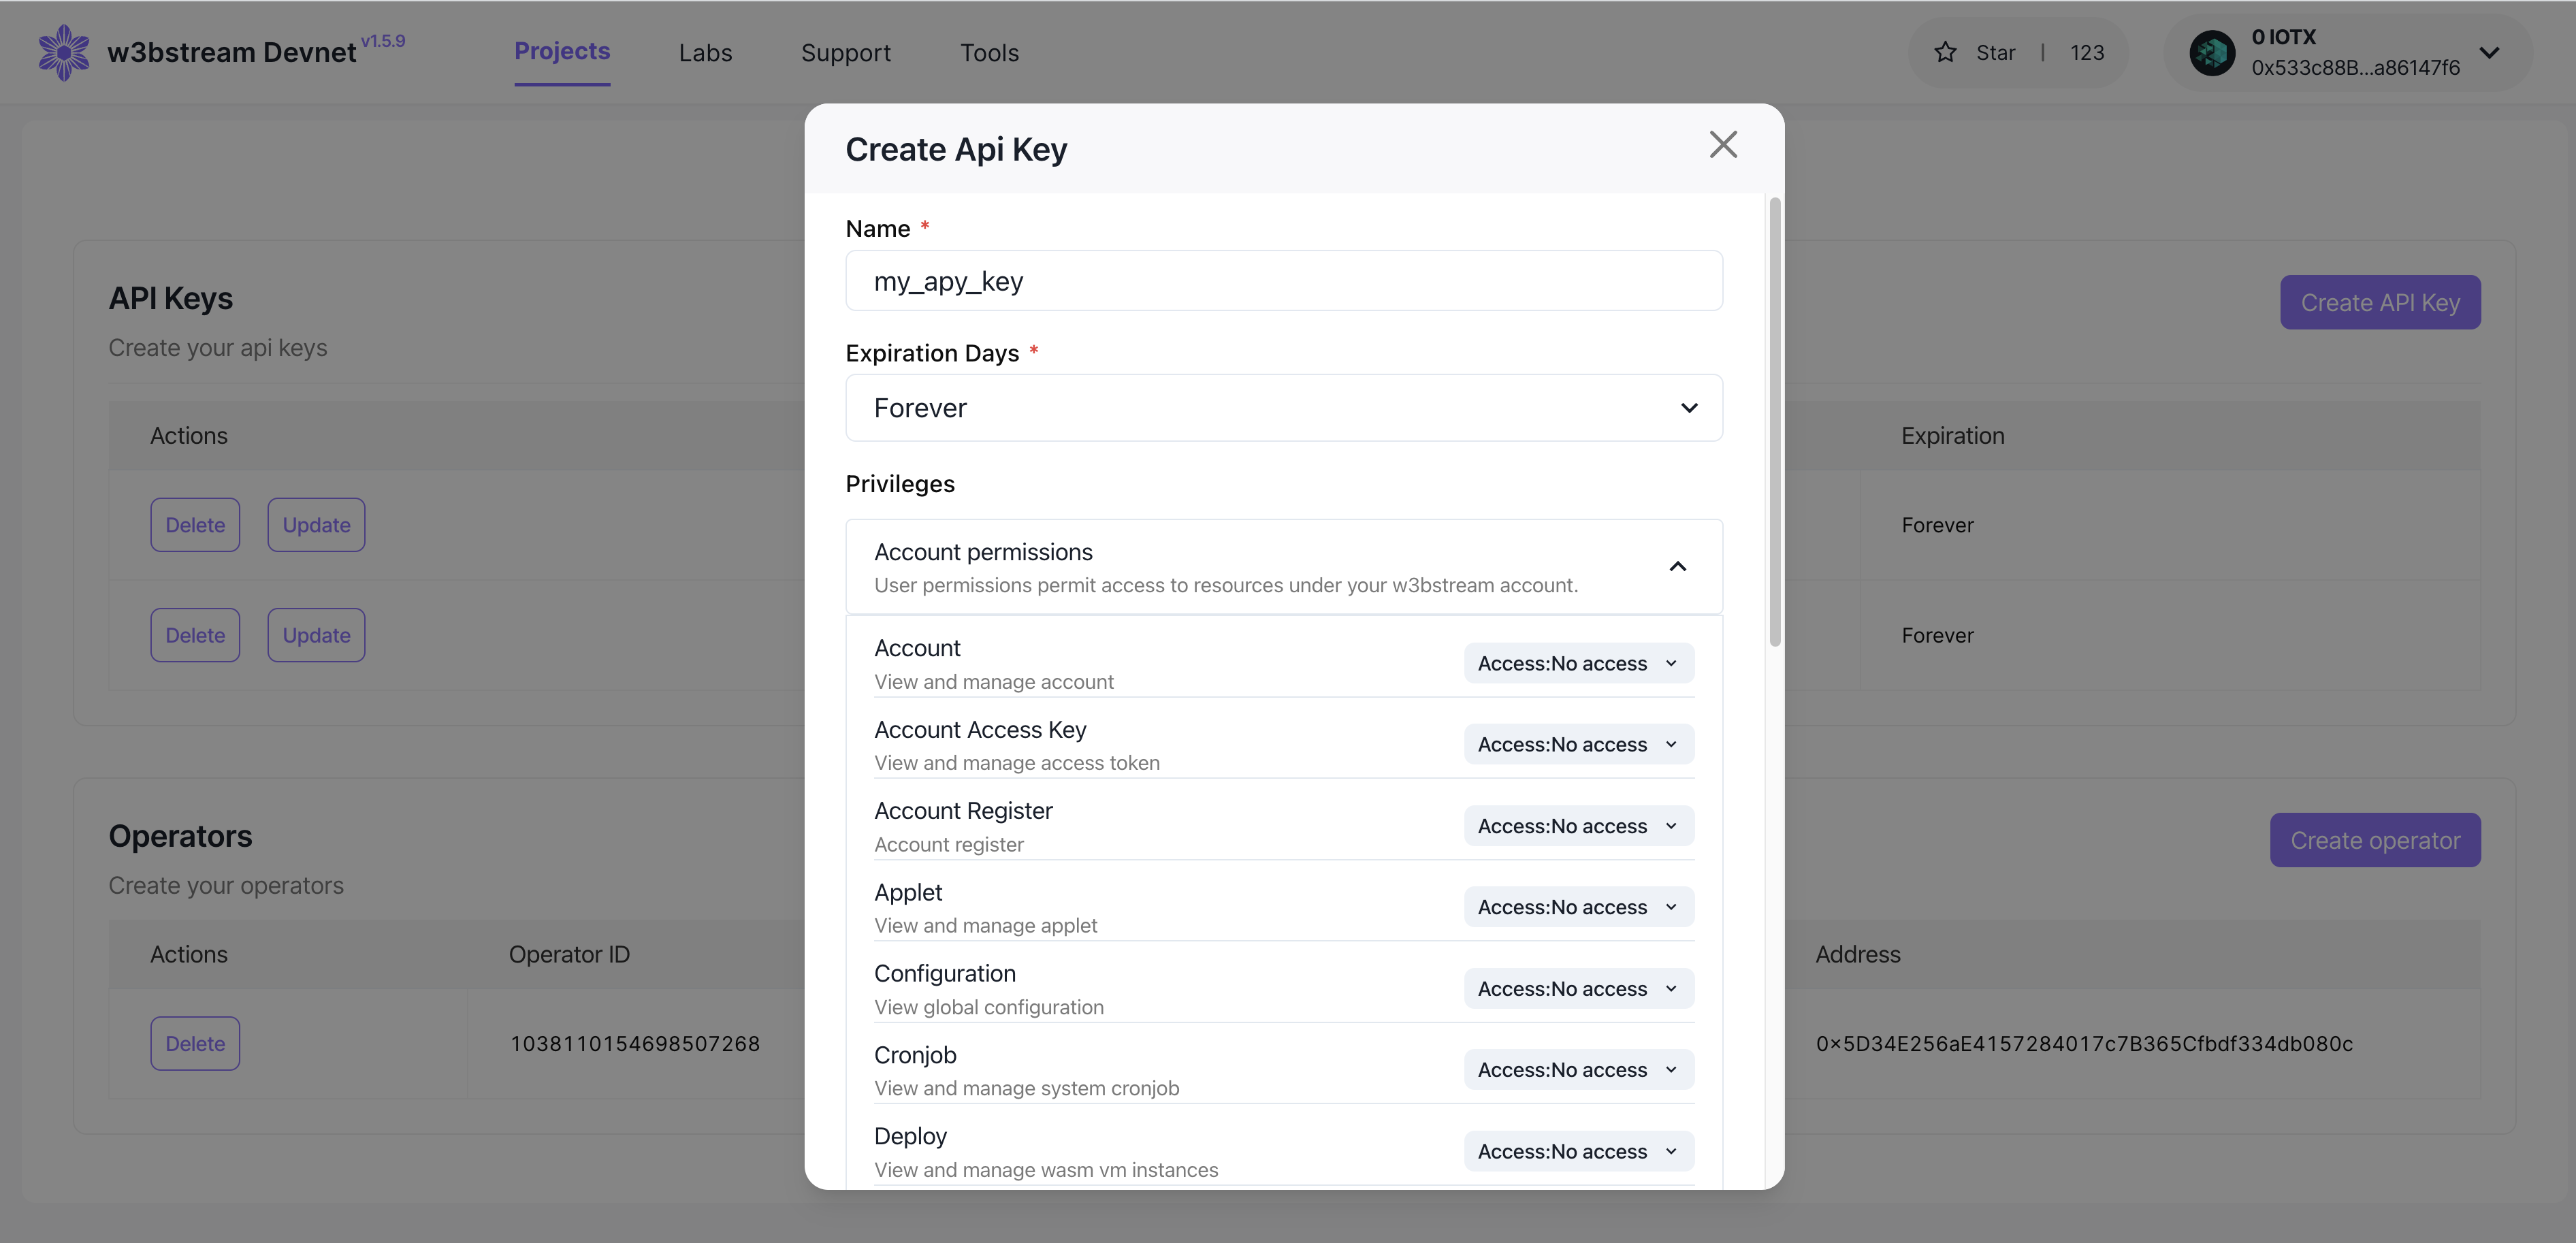 w3bstream Devnet v1.5.9
Projects
Labs
Support
Tools
Star | 123
0 IOTX
0x533c88B...a86147f6
API Keys
Create your api keys
Create API Key
Actions
Expiration
Delete
Update
Forever
Delete
Update
Forever
Operators
Create your operators
Create operator
Actions
Operator ID
Address
Delete
1038110154698507268
0x5D34E256aE4157284017c7B365Cfbdf334db080c
Create Api Key
Name *
my_apy_key
Expiration Days *
Forever
Privileges
Account permissions
User permissions permit access to resources under your w3bstream account.
Account
View and manage account
Access:No access
Account Access Key
View and manage access token
Access:No access
Account Register
Account register
Access:No access
Applet
View and manage applet
Access:No access
Configuration
View global configuration
Access:No access
Cronjob
View and manage system cronjob
Access:No access
Deploy
View and manage wasm vm instances
Access:No access